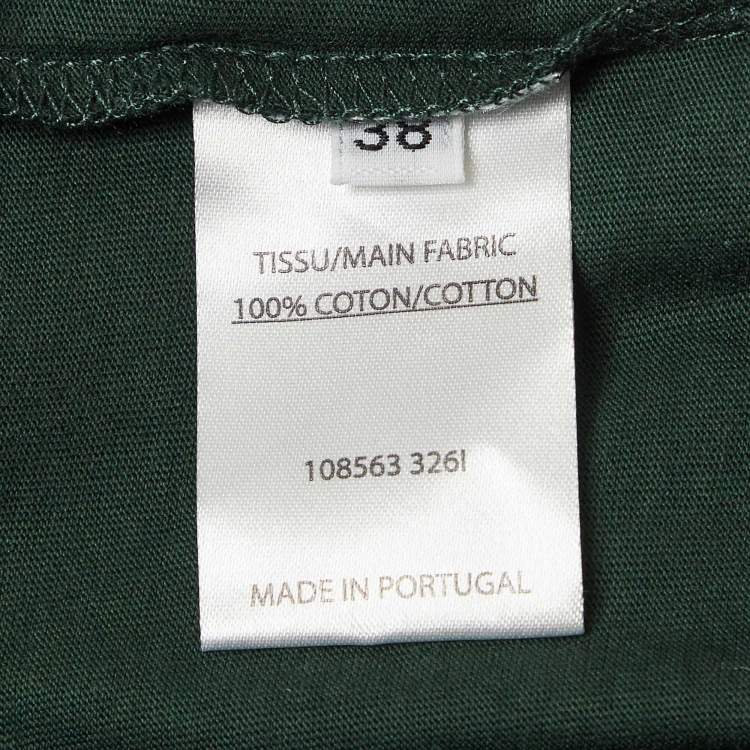 38
TISSU/MAIN FABRIC
100% COTON/COTTON
108563 326I
MADE IN PORTUGAL